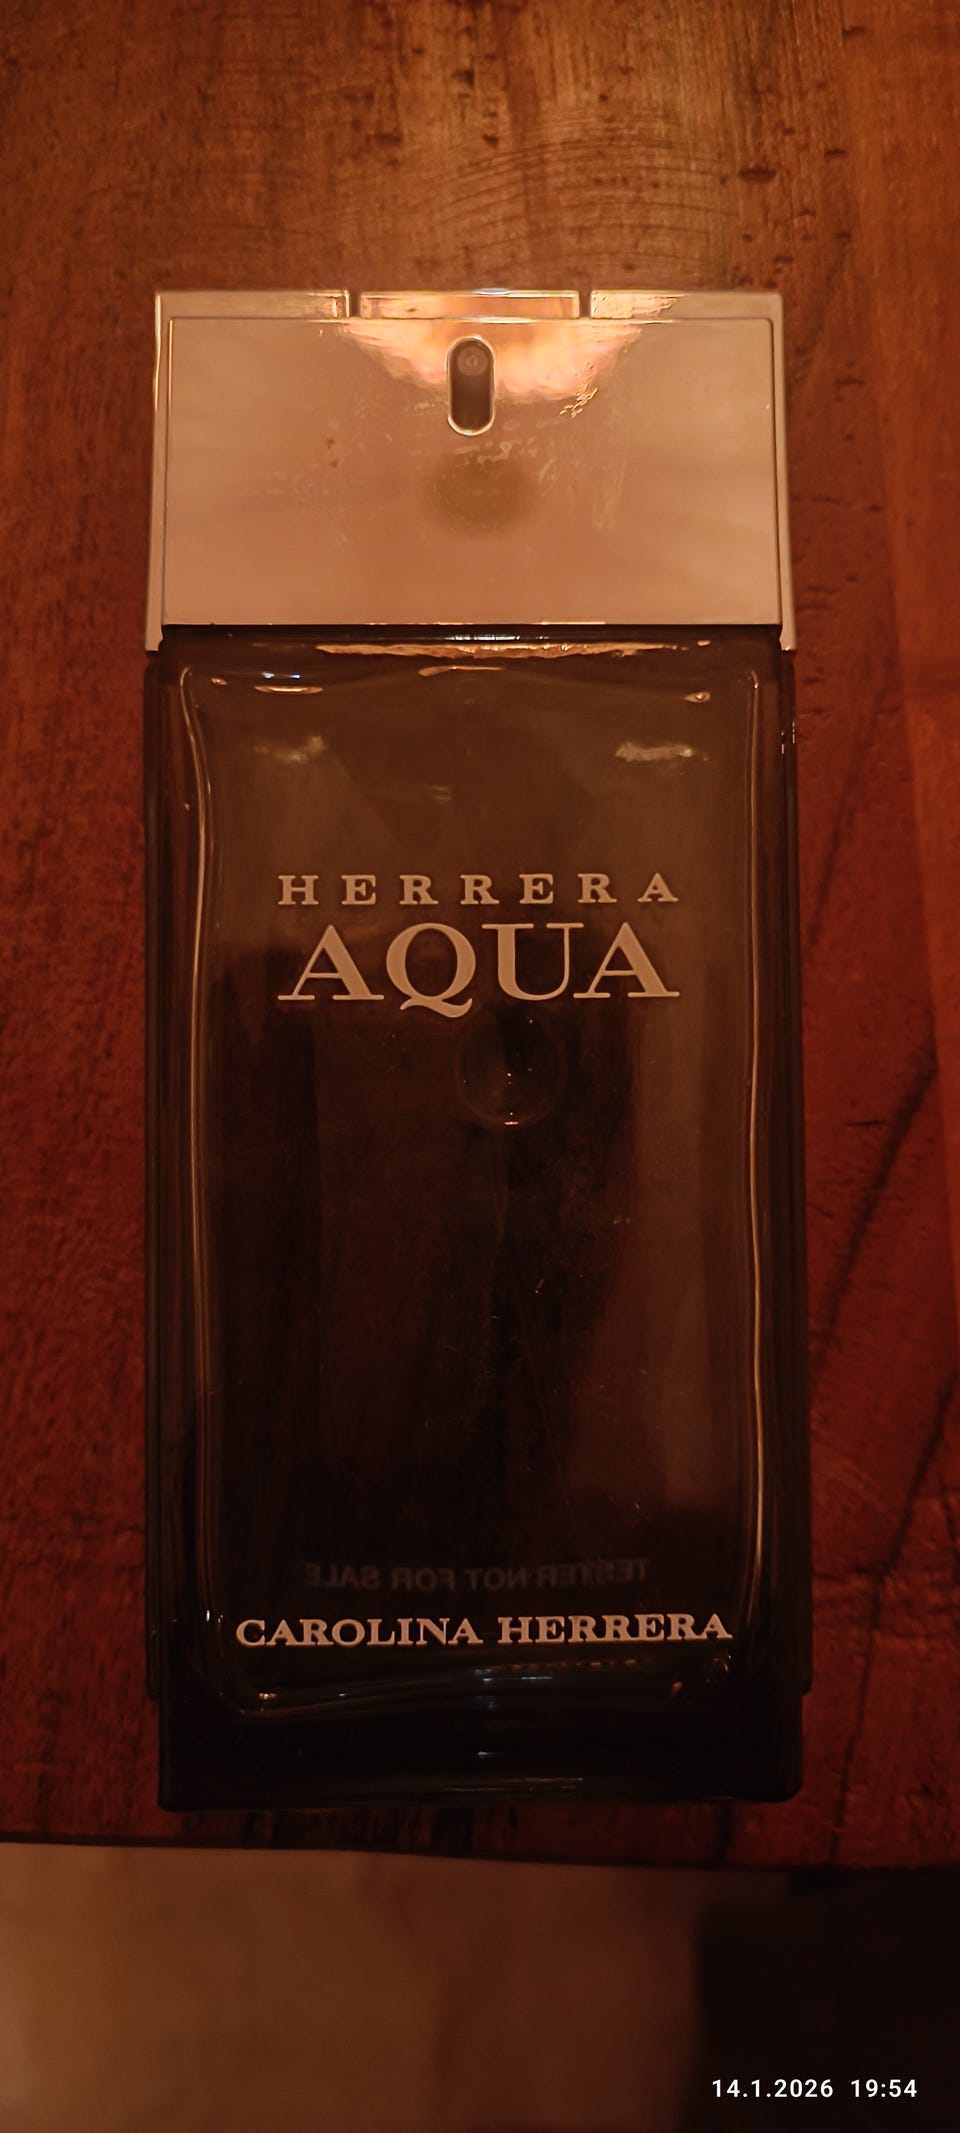 HERRERA
AQUA
TESTER NOT FOR SALE
CAROLINA HERRERA
14.1.2026 19:54